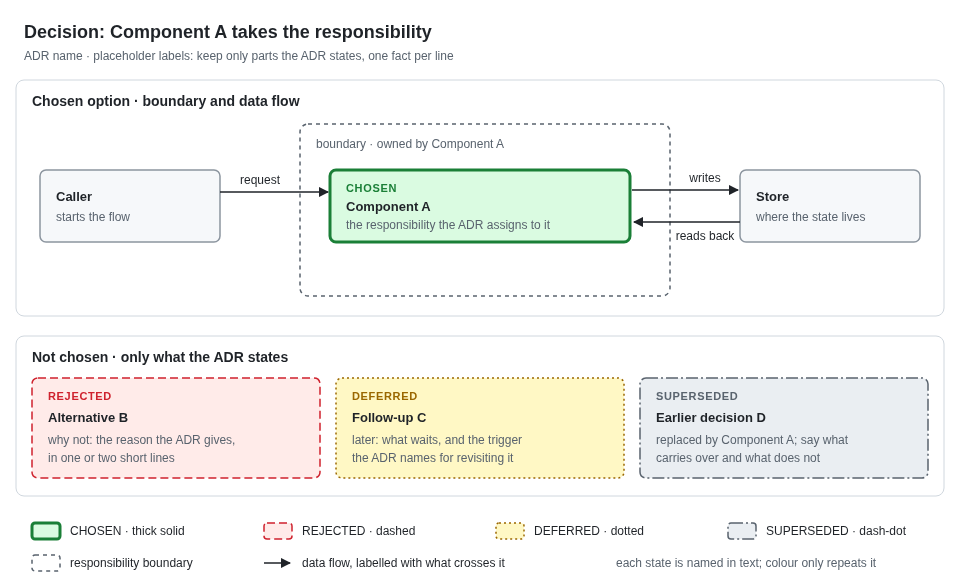 Decision: Component A takes the responsibility
ADR name · placeholder labels: keep only parts the ADR states, one fact per line
Chosen option · boundary and data flow
boundary · owned by Component A
Caller
starts the flow
request
CHOSEN
Component A
the responsibility the ADR assigns to it
writes
reads back
Store
where the state lives
Not chosen · only what the ADR states
REJECTED
Alternative B
why not: the reason the ADR gives,
in one or two short lines
DEFERRED
Follow-up C
later: what waits, and the trigger
the ADR names for revisiting it
SUPERSEDED
Earlier decision D
replaced by Component A; say what
carries over and what does not
CHOSEN · thick solid
REJECTED · dashed
DEFERRED · dotted
SUPERSEDED · dash-dot
responsibility boundary
data flow, labelled with what crosses it
each state is named in text; colour only repeats it